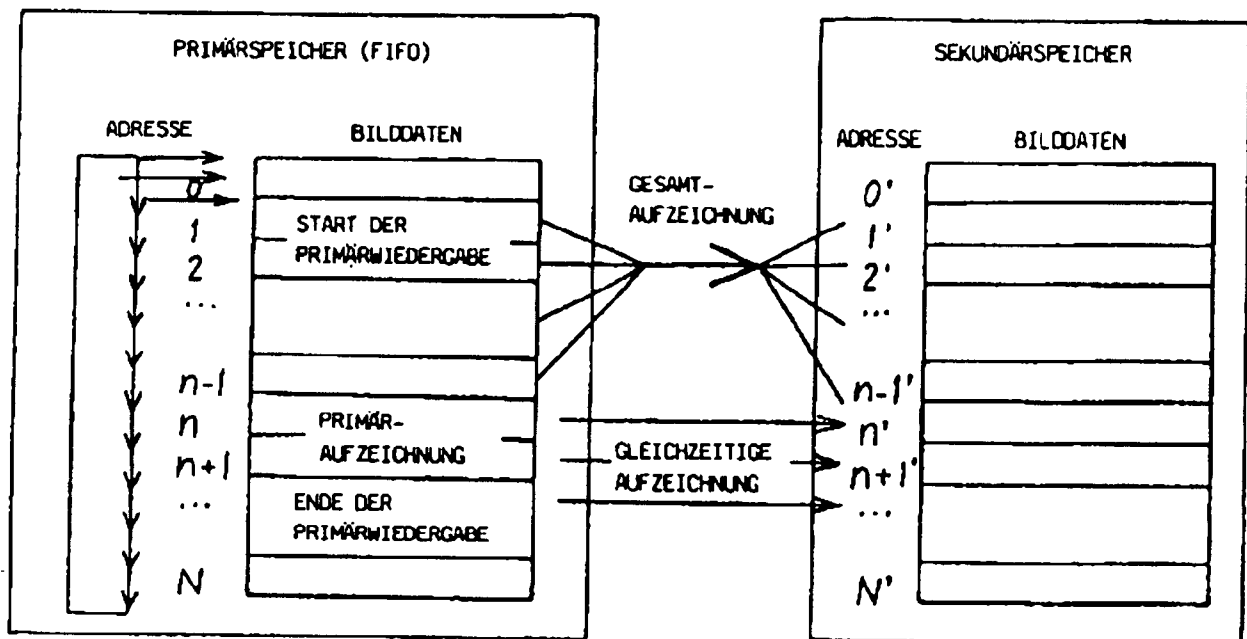 PRIMÄRSPEICHER (FIFO)
ADRESSE
BILDDATEN
0
1
2
...
n-1
n
n+1
...
N
START DER
PRIMÄRWIEDERGABE
PRIMÄR-
AUFZEICHNUNG
ENDE DER
PRIMÄRWIEDERGABE
GESAMT-
AUFZEICHNUNG
GLEICHZEITIGE
AUFZEICHNUNG
SEKUNDÄRSPEICHER
ADRESSE
BILDDATEN
0'
1'
2'
...
n-1'
n'
n+1'
...
N'